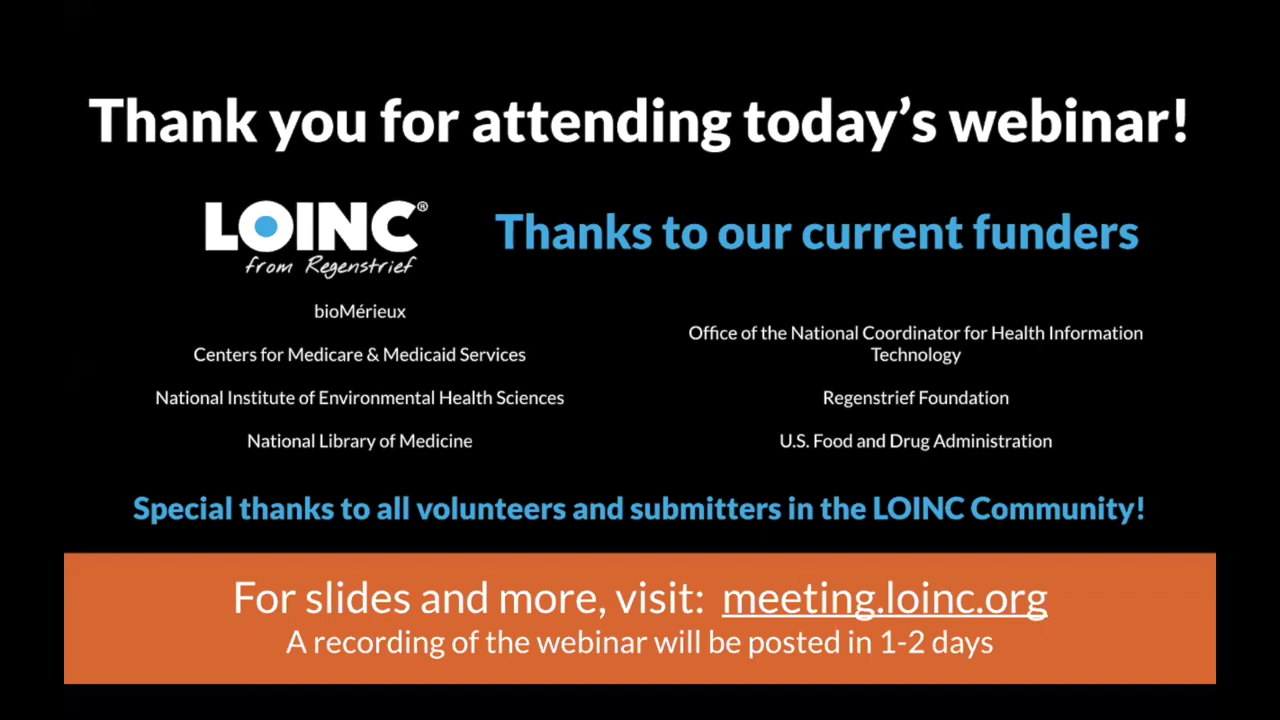 Thank you for attending today’s webinar!
LOINC®
from Regenstrief
Thanks to our current funders
bioMérieux
Centers for Medicare & Medicaid Services
National Institute of Environmental Health Sciences
National Library of Medicine
Office of the National Coordinator for Health Information
Technology
Regenstrief Foundation
U.S. Food and Drug Administration
Special thanks to all volunteers and submitters in the LOINC Community!
For slides and more, visit: meeting.loinc.org
A recording of the webinar will be posted in 1-2 days